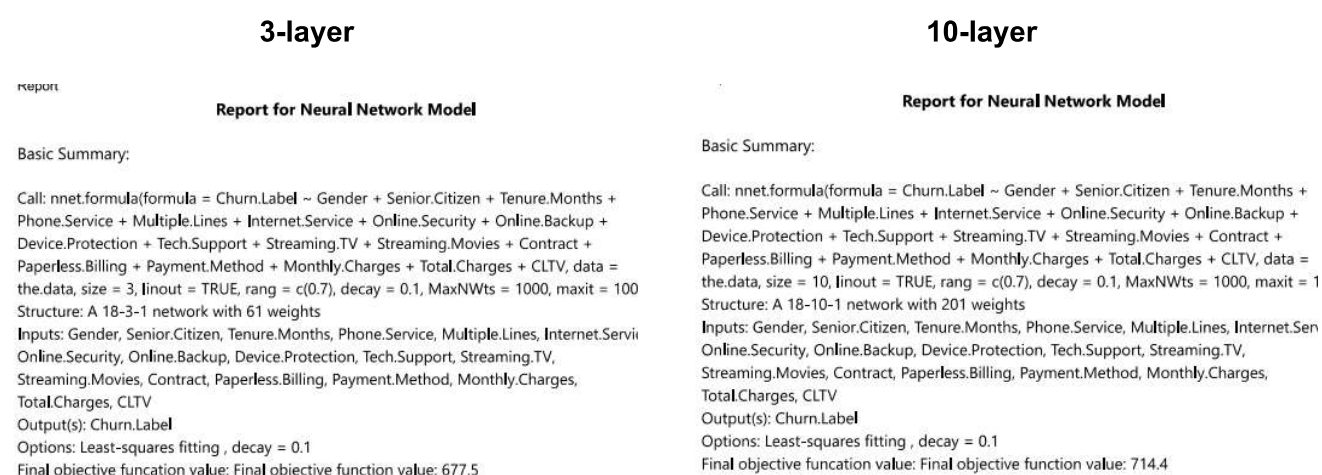 3-layer
Report
Report for Neural Network Model
Basic Summary:
Call: nnet.formula(formula = Churn.Label ~ Gender + Senior.Citizen + Tenure.Months +
Phone.Service + Multiple.Lines + Internet.Service + Online.Security + Online.Backup +
Device.Protection + Tech.Support + Streaming.TV + Streaming.Movies + Contract +
Paperless.Billing + Payment.Method + Monthly.Charges + Total.Charges + CLTV, data =
the.data, size = 3, linout = TRUE, rang = c(0.7), decay = 0.1, MaxNWts = 1000, maxit = 100
Structure: A 18-3-1 network with 61 weights
Inputs: Gender, Senior.Citizen, Tenure.Months, Phone.Service, Multiple.Lines, Internet.Servi
Online.Security, Online.Backup, Device.Protection, Tech.Support, Streaming.TV,
Streaming.Movies, Contract, Paperless.Billing, Payment.Method, Monthly.Charges,
Total.Charges, CLTV
Output(s): Churn.Label
Options: Least-squares fitting , decay = 0.1
Final objective funcation value: Final objective function value: 677.5
10-layer
Report for Neural Network Model
Basic Summary:
Call: nnet.formula(formula = Churn.Label ~ Gender + Senior.Citizen + Tenure.Months +
Phone.Service + Multiple.Lines + Internet.Service + Online.Security + Online.Backup +
Device.Protection + Tech.Support + Streaming.TV + Streaming.Movies + Contract +
Paperless.Billing + Payment.Method + Monthly.Charges + Total.Charges + CLTV, data =
the.data, size = 10, linout = TRUE, rang = c(0.7), decay = 0.1, MaxNWts = 1000, maxit = 1
Structure: A 18-10-1 network with 201 weights
Inputs: Gender, Senior.Citizen, Tenure.Months, Phone.Service, Multiple.Lines, Internet.Ser
Online.Security, Online.Backup, Device.Protection, Tech.Support, Streaming.TV,
Streaming.Movies, Contract, Paperless.Billing, Payment.Method, Monthly.Charges,
Total.Charges, CLTV
Output(s): Churn.Label
Options: Least-squares fitting , decay = 0.1
Final objective funcation value: Final objective function value: 714.4